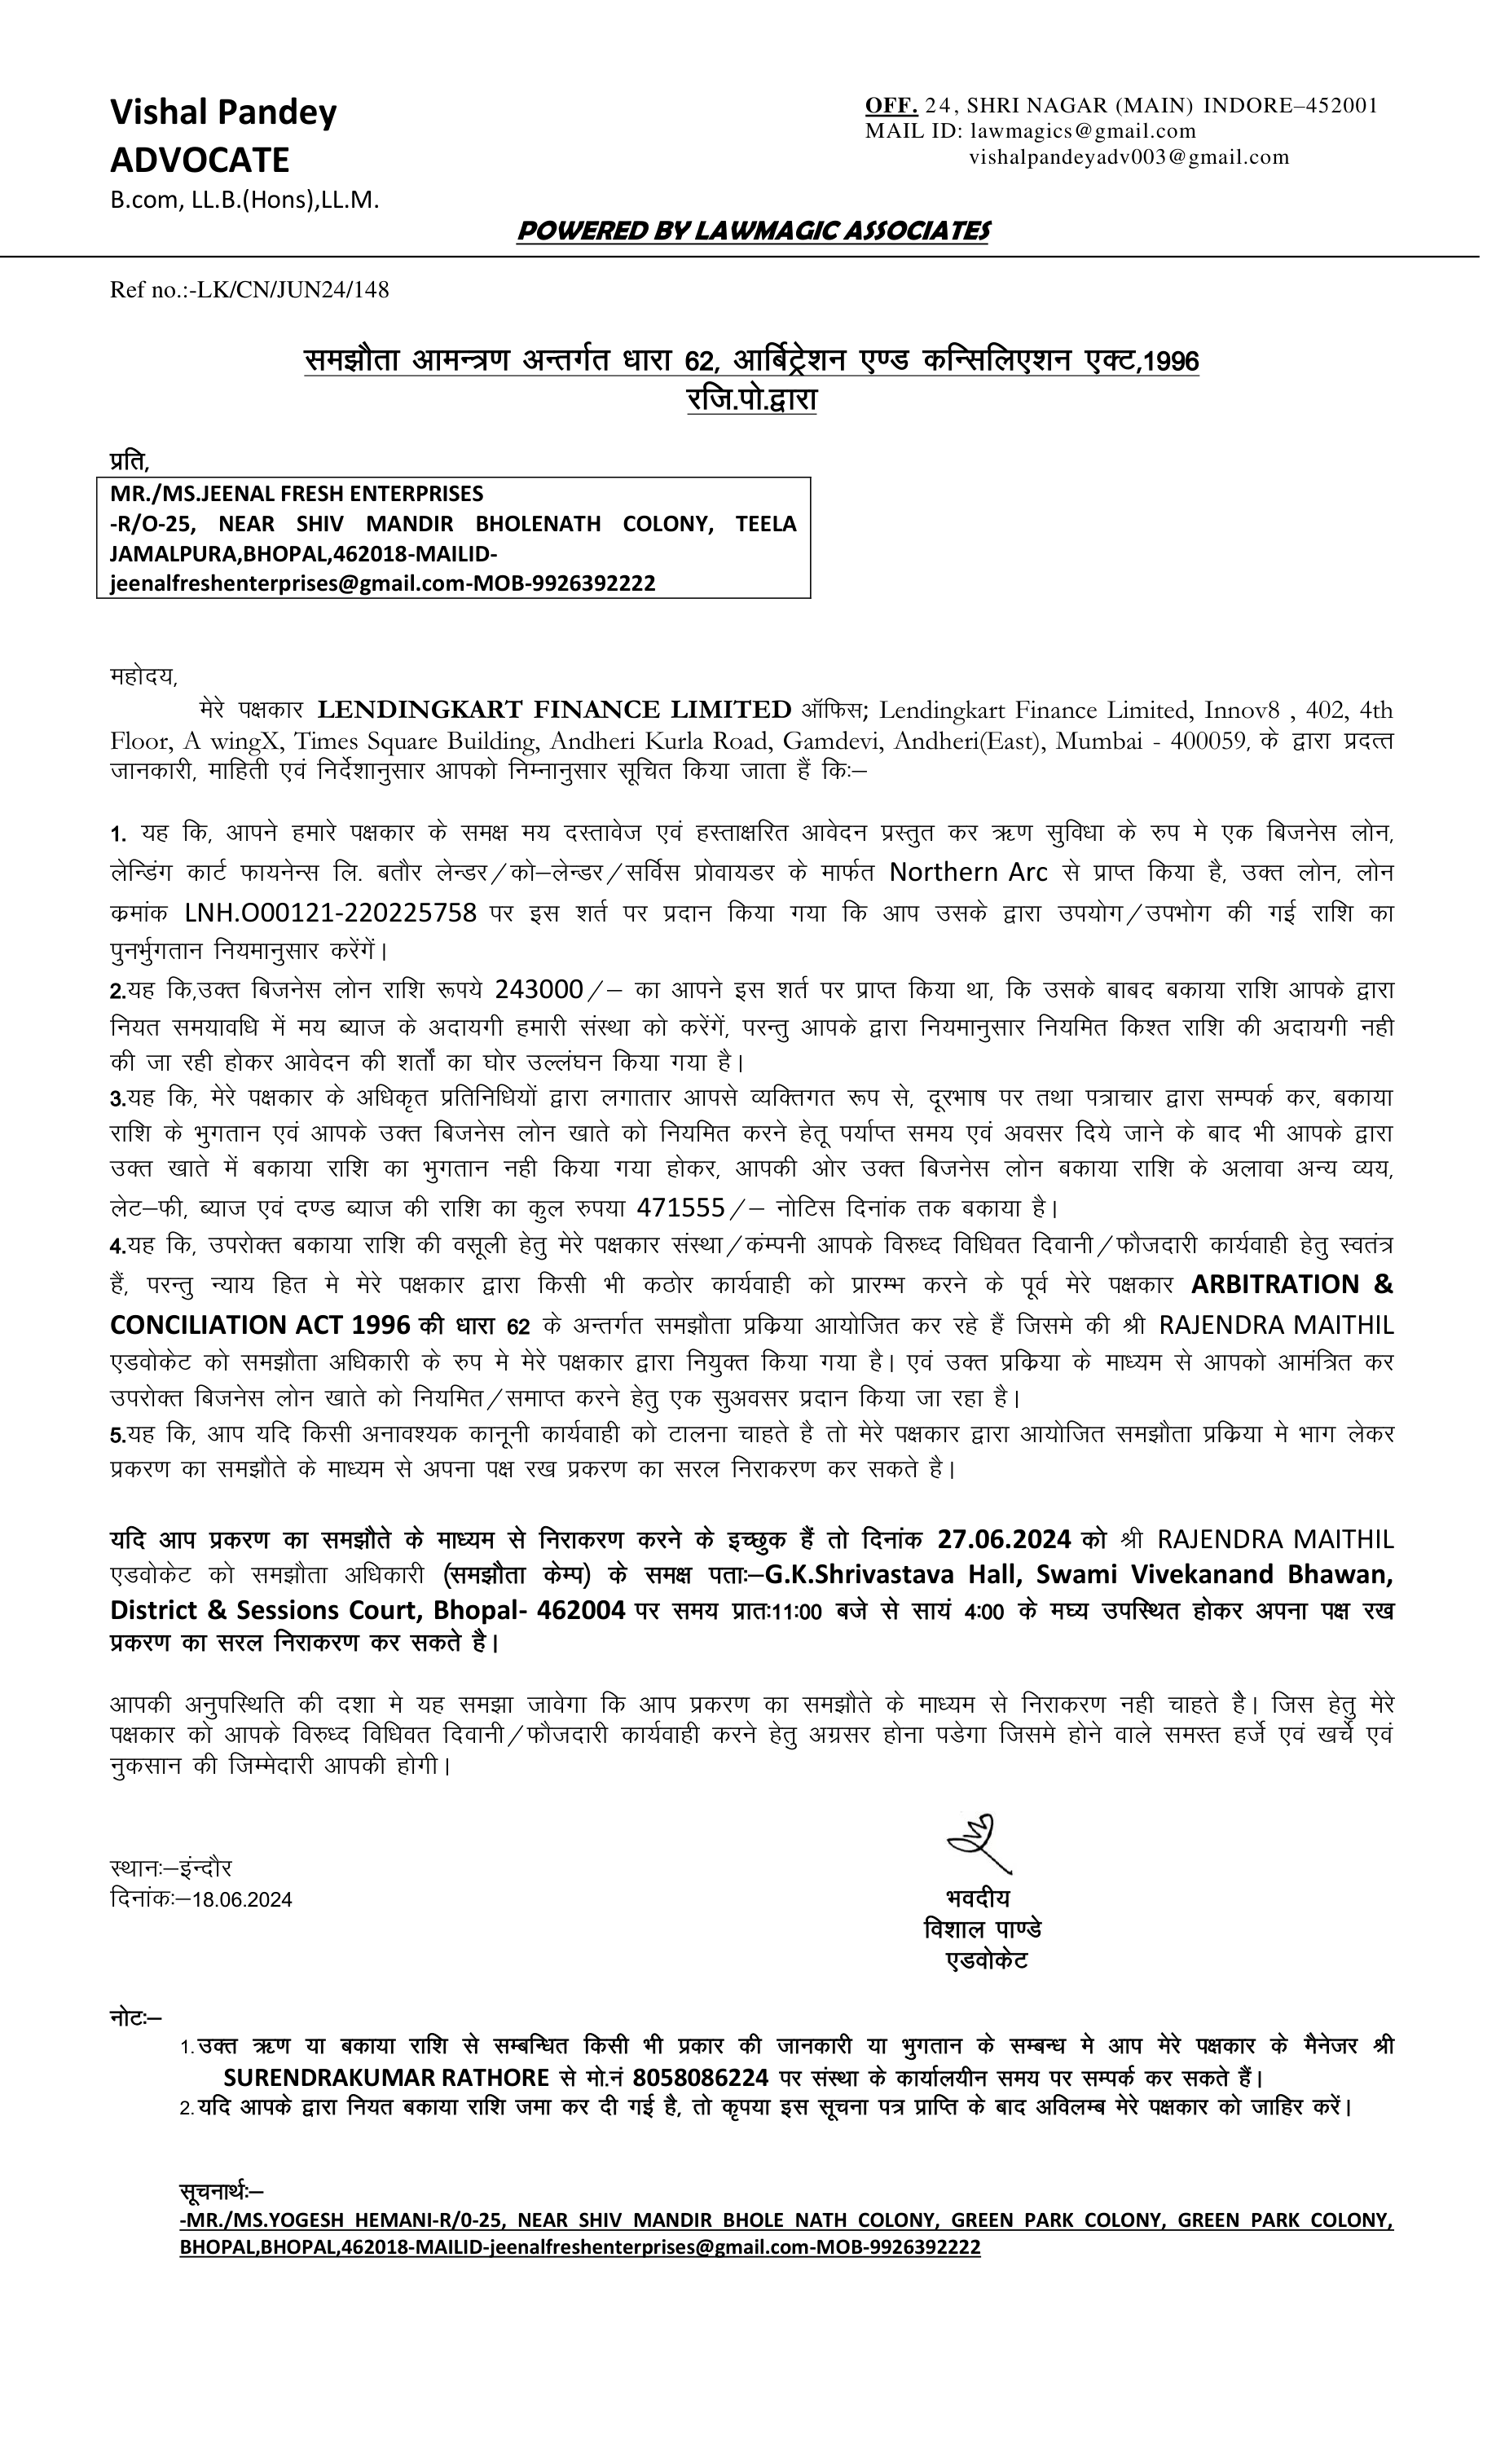 Vishal Pandey
ADVOCATE
B.com, LL.B.(Hons),LL.M.
OFF. 24, SHRI NAGAR (MAIN) INDORE–452001
MAIL ID: lawmagics@gmail.com
vishalpandeyadv003@gmail.com
POWERED BY LAWMAGIC ASSOCIATES
Ref no.:-LK/CN/JUN24/148
समझौता आमन्त्रण अन्तर्गत धारा 62, आर्बिट्रेशन एण्ड कन्सिलिएशन एक्ट,1996
रजि.पो.द्वारा
प्रति,
MR./MS.JEENAL FRESH ENTERPRISES
-R/O-25, NEAR SHIV MANDIR BHOLENATH COLONY, TEELA
JAMALPURA,BHOPAL,462018-MAILID-
jeenalfreshenterprises@gmail.com-MOB-9926392222
महोदय,
मेरे पक्षकार LENDINGKART FINANCE LIMITED ऑफिस; Lendingkart Finance Limited, Innov8 , 402, 4th
Floor, A wingX, Times Square Building, Andheri Kurla Road, Gamdevi, Andheri(East), Mumbai - 400059, के द्वारा प्रदत्त
जानकारी, माहिती एवं निर्देशानुसार आपको निम्नानुसार सूचित किया जाता हैं किः–
1. यह कि, आपने हमारे पक्षकार के समक्ष मय दस्तावेज एवं हस्ताक्षरित आवेदन प्रस्तुत कर ऋण सुविधा के रुप मे एक बिजनेस लोन,
लेन्डिंग कार्ट फायनेन्स लि. बतौर लेन्डर/को–लेन्डर/सर्विस प्रोवायडर के मार्फत Northern Arc से प्राप्त किया है, उक्त लोन, लोन
क्रमांक LNH.O00121-220225758 पर इस शर्त पर प्रदान किया गया कि आप उसके द्वारा उपयोग/उपभोग की गई राशि का
पुनर्भुगतान नियमानुसार करेंगें।
2.यह कि,उक्त बिजनेस लोन राशि रूपये 243000/– का आपने इस शर्त पर प्राप्त किया था, कि उसके बाबद बकाया राशि आपके द्वारा
नियत समयावधि में मय ब्याज के अदायगी हमारी संस्था को करेंगें, परन्तु आपके द्वारा नियमानुसार नियमित किश्त राशि की अदायगी नही
की जा रही होकर आवेदन की शर्तों का घोर उल्लंघन किया गया है।
3.यह कि, मेरे पक्षकार के अधिकृत प्रतिनिधियों द्वारा लगातार आपसे व्यक्तिगत रूप से, दूरभाष पर तथा पत्राचार द्वारा सम्पर्क कर, बकाया
राशि के भुगतान एवं आपके उक्त बिजनेस लोन खाते को नियमित करने हेतू पर्याप्त समय एवं अवसर दिये जाने के बाद भी आपके द्वारा
उक्त खाते में बकाया राशि का भुगतान नही किया गया होकर, आपकी ओर उक्त बिजनेस लोन बकाया राशि के अलावा अन्य व्यय,
लेट–फी, ब्याज एवं दण्ड ब्याज की राशि का कुल रुपया 471555/– नोटिस दिनांक तक बकाया है।
4.यह कि, उपरोक्त बकाया राशि की वसूली हेतु मेरे पक्षकार संस्था/कंम्पनी आपके विरुध्द विधिवत दिवानी/फौजदारी कार्यवाही हेतु स्वतंत्र
हैं, परन्तु न्याय हित मे मेरे पक्षकार द्वारा किसी भी कठोर कार्यवाही को प्रारम्भ करने के पूर्व मेरे पक्षकार ARBITRATION &
CONCILIATION ACT 1996 की धारा 62 के अन्तर्गत समझौता प्रक्रिया आयोजित कर रहे हैं जिसमे की श्री RAJENDRA MAITHIL
एडवोकेट को समझौता अधिकारी के रुप मे मेरे पक्षकार द्वारा नियुक्त किया गया है। एवं उक्त प्रक्रिया के माध्यम से आपको आमंत्रित कर
उपरोक्त बिजनेस लोन खाते को नियमित/समाप्त करने हेतु एक सुअवसर प्रदान किया जा रहा है।
5.यह कि, आप यदि किसी अनावश्यक कानूनी कार्यवाही को टालना चाहते है तो मेरे पक्षकार द्वारा आयोजित समझौता प्रक्रिया मे भाग लेकर
प्रकरण का समझौते के माध्यम से अपना पक्ष रख प्रकरण का सरल निराकरण कर सकते है।
यदि आप प्रकरण का समझौते के माध्यम से निराकरण करने के इच्छुक हैं तो दिनांक 27.06.2024 को श्री RAJENDRA MAITHIL
एडवोकेट को समझौता अधिकारी (समझौता केम्प) के समक्ष पताः–G.K.Shrivastava Hall, Swami Vivekanand Bhawan,
District & Sessions Court, Bhopal- 462004 पर समय प्रातः11:00 बजे से सायं 4:00 के मघ्य उपस्थित होकर अपना पक्ष रख
प्रकरण का सरल निराकरण कर सकते है।
आपकी अनुपस्थिति की दशा मे यह समझा जावेगा कि आप प्रकरण का समझौते के माध्यम से निराकरण नही चाहते है। जिस हेतु मेरे
पक्षकार को आपके विरुध्द विधिवत दिवानी/फौजदारी कार्यवाही करने हेतु अग्रसर होना पडेगा जिसमे होने वाले समस्त हर्जे एवं खर्चे एवं
नुकसान की जिम्मेदारी आपकी होगी।
स्थानः–इंन्दौर
दिनांकः–18.06.2024
भवदीय
विशाल पाण्डे
एडवोकेट
नोटः–
1.उक्त ऋण या बकाया राशि से सम्बन्धित किसी भी प्रकार की जानकारी या भुगतान के सम्बन्ध मे आप मेरे पक्षकार के मैनेजर श्री
SURENDRAKUMAR RATHORE से मो.नं 8058086224 पर संस्था के कार्यालयीन समय पर सम्पर्क कर सकते हैं।
2.यदि आपके द्वारा नियत बकाया राशि जमा कर दी गई है, तो कृपया इस सूचना पत्र प्राप्ति के बाद अविलम्ब मेरे पक्षकार को जाहिर करें।
सूचनार्थः–
-MR./MS.YOGESH HEMANI-R/0-25, NEAR SHIV MANDIR BHOLE NATH COLONY, GREEN PARK COLONY, GREEN PARK COLONY,
BHOPAL,BHOPAL,462018-MAILID-jeenalfreshenterprises@gmail.com-MOB-9926392222